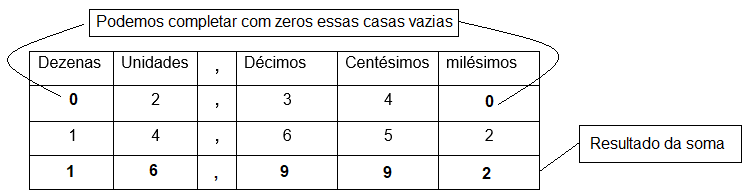 Podemos completar com zeros essas casas vazias
Dezenas Unidades , Décimos Centésimos milésimos
0 2 , 3 4 0
1 4 , 6 5 2
1 6 , 9 9 2
Resultado da soma